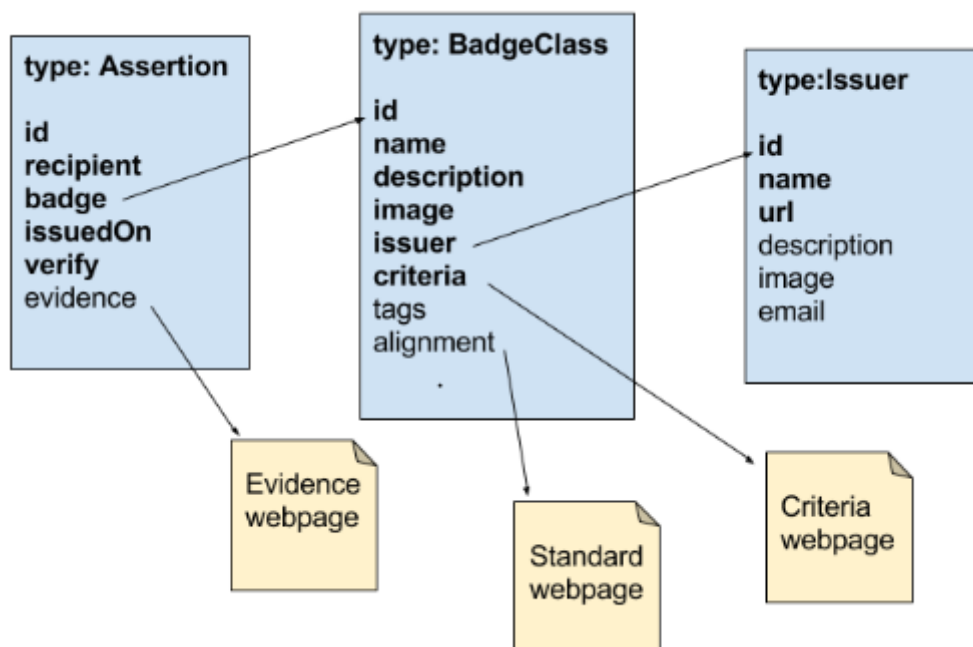 type: Assertion
id
recipient
badge
issuedOn
verify
evidence
type: BadgeClass
id
name
description
image
issuer
criteria
tags
alignment
.
type:Issuer
id
name
url
description
image
email
Evidence
webpage
Standard
webpage
Criteria
webpage